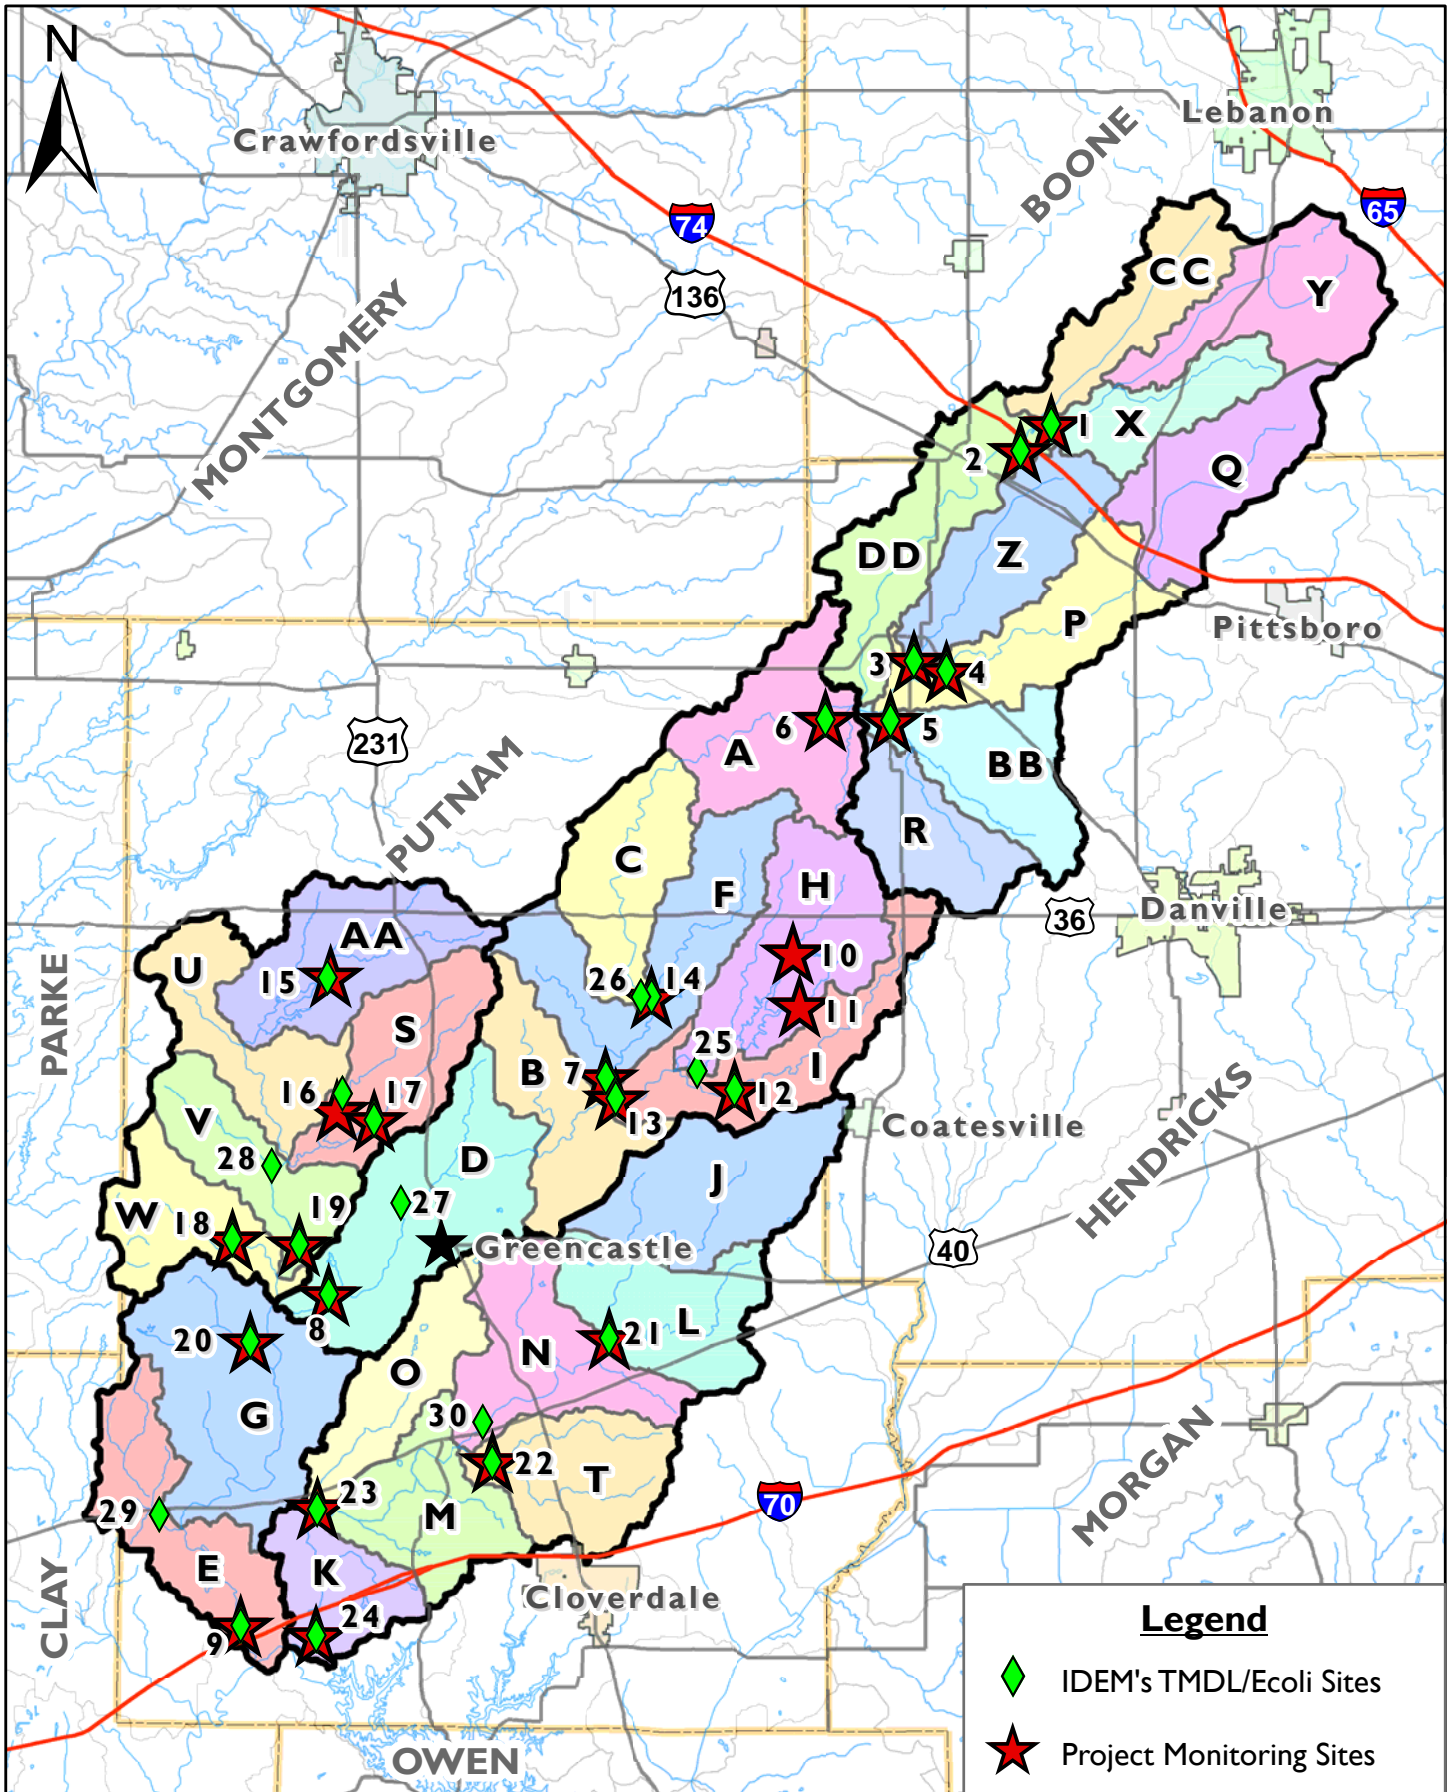 N
Crawfordsville
Lebanon
BOONE
65
74
136
CC
Y
MONTGOMERY
1
X
2
Q
DD
Z
P
Pittsboro
3
4
6
5
231
A
BB
PUTNAM
R
C
F
H
36
Danville
AA
U
15
10
26
14
11
PARKE
S
25
I
B
7
16
17
12
13
V
Coatesville
HENDRICKS
28
D
J
27
W
18
19
Greencastle
40
8
20
21
L
N
O
30
G
22
T
23
70
MORGAN
29
M
E
K
CLAY
Cloverdale
24
9
Legend
IDEM's TMDL/Ecoli Sites
Project Monitoring Sites
OWEN